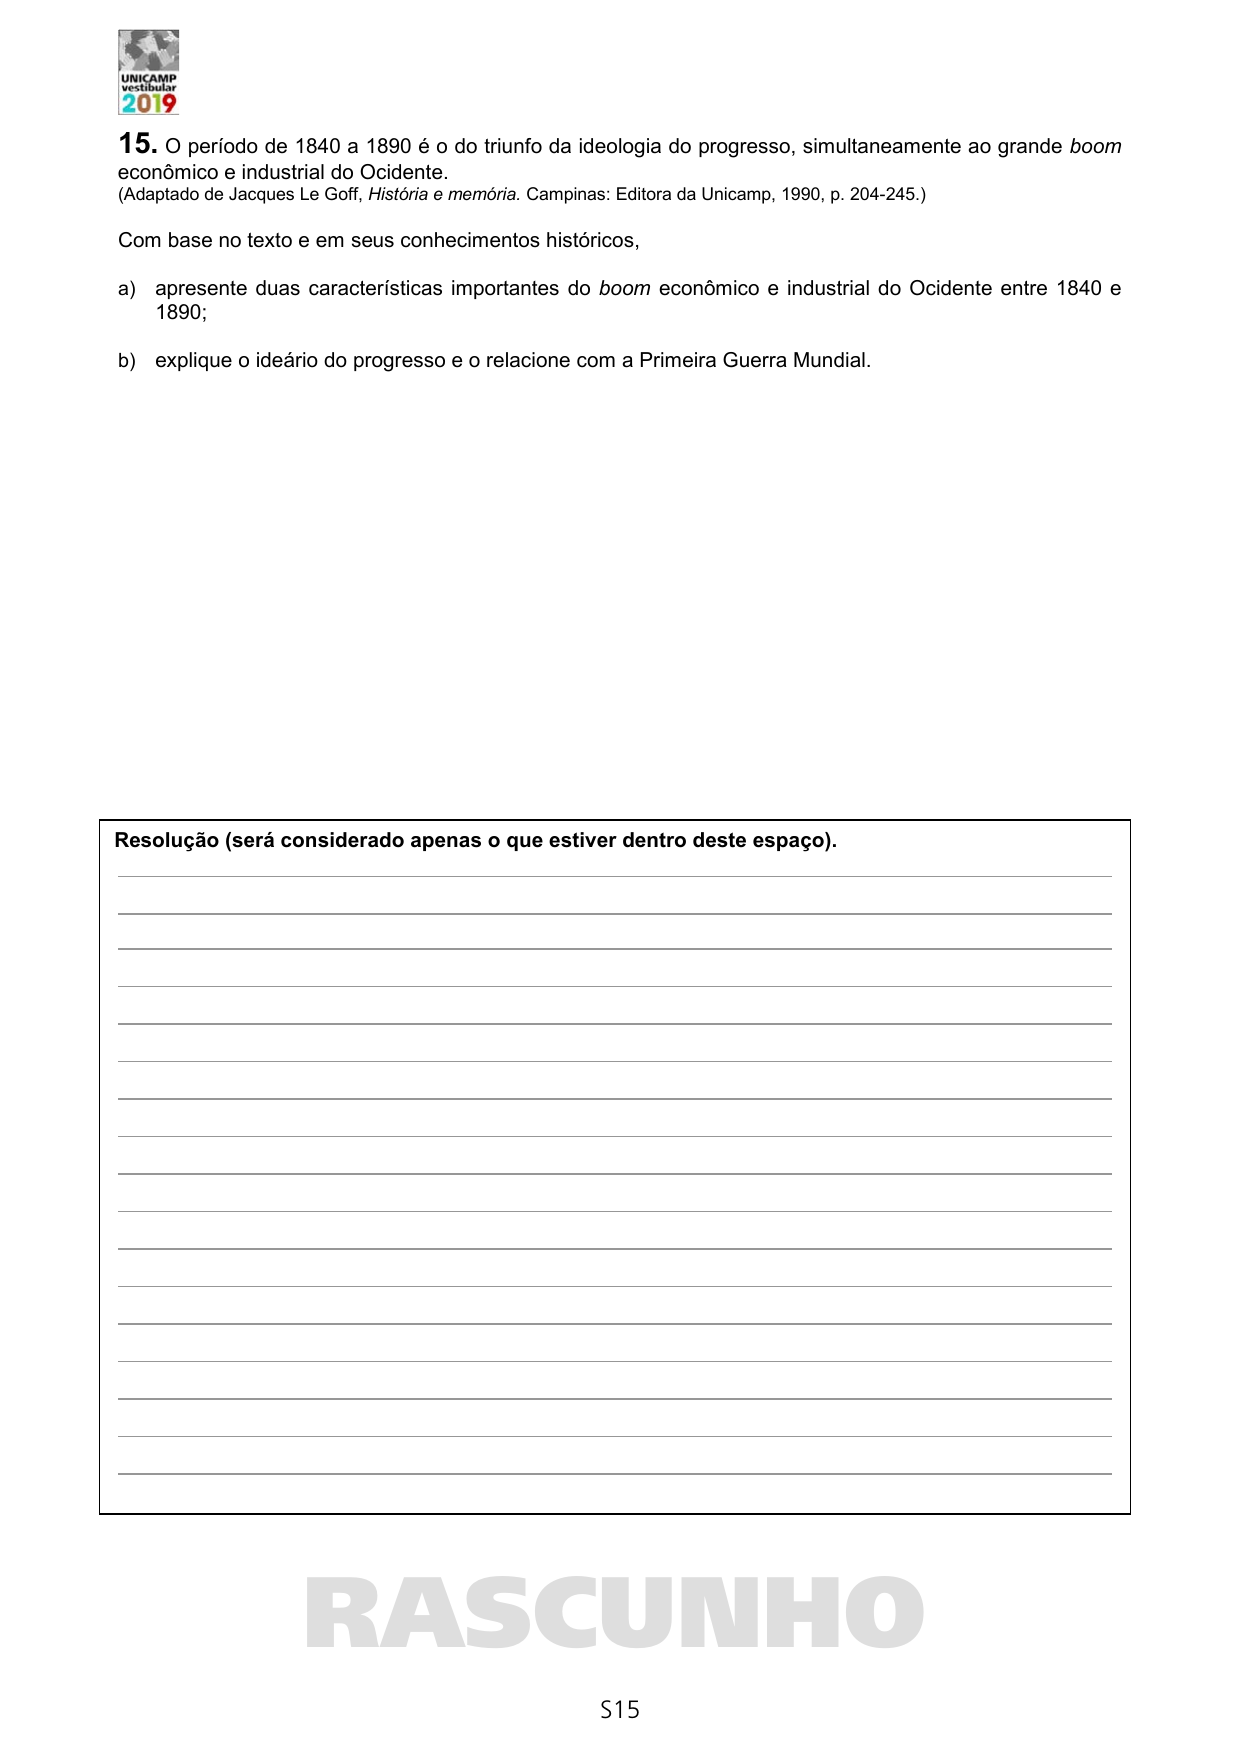 UNICAMP
vestibular
2019
15. O período de 1840 a 1890 é o do triunfo da ideologia do progresso, simultaneamente ao grande boom
econômico e industrial do Ocidente.
(Adaptado de Jacques Le Goff, História e memória. Campinas: Editora da Unicamp, 1990, p. 204-245.)
Com base no texto e em seus conhecimentos históricos,
a) apresente duas características importantes do boom econômico e industrial do Ocidente entre 1840 e
1890;
b) explique o ideário do progresso e o relacione com a Primeira Guerra Mundial.
Resolução (será considerado apenas o que estiver dentro deste espaço).
RASCUNHO
S15